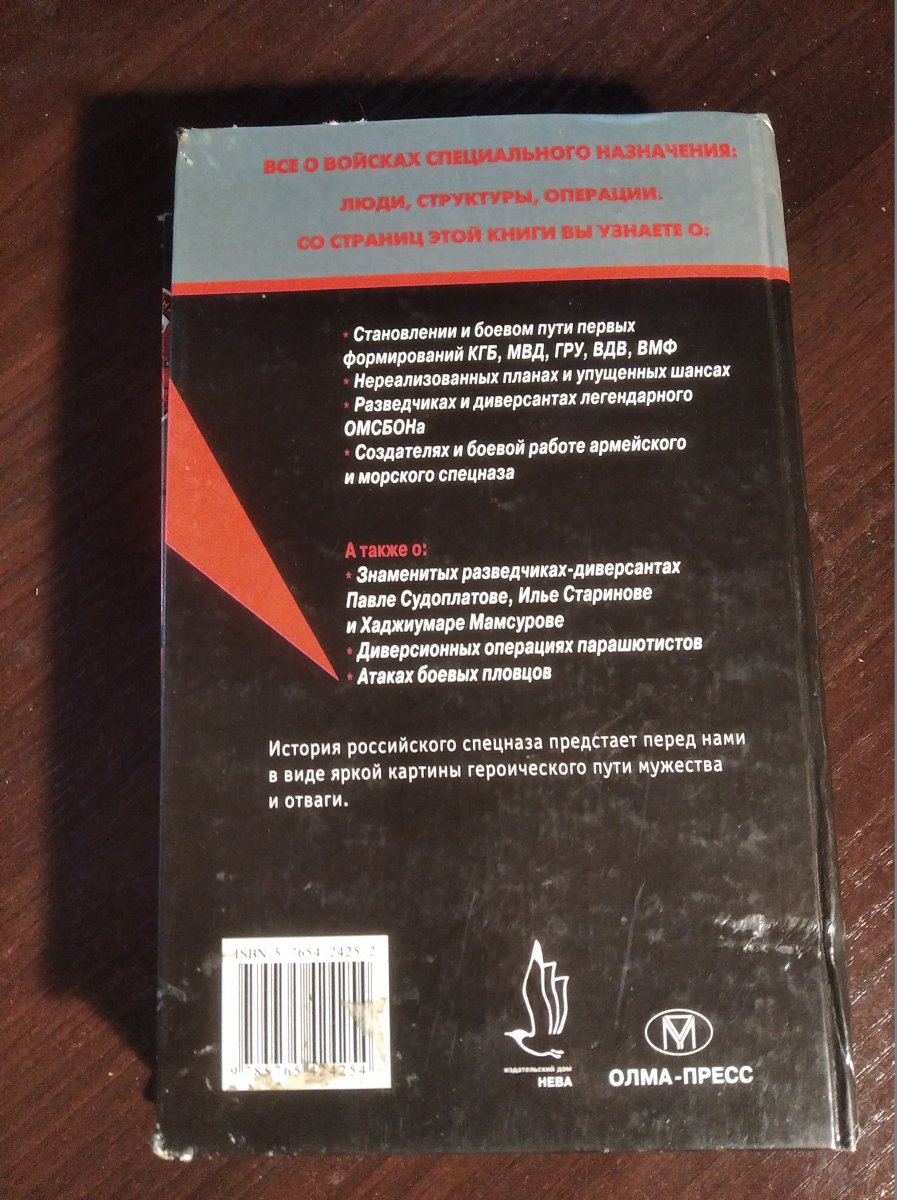 ВСЕ О ВОЙСКАХ СПЕЦИАЛЬНОГО НАЗНАЧЕНИЯ:
ЛЮДИ, СТРУКТУРЫ, ОПЕРАЦИИ.
СО СТРАНИЦ ЭТОЙ КНИГИ ВЫ УЗНАЕТЕ О:
* Становлении и боевом пути первых
формирований КГБ, МВД, ГРУ, ВДВ, ВМФ
* Нереализованных планах и упущенных шансах
* Разведчиках и диверсантах легендарного
ОМСБОНа
* Создателях и боевой работе армейского
и морского спецназа
А также о:
* Знаменитых разведчиках-диверсантах
Павле Судоплатове, Илье Старинове
и Хаджиумаре Мамсурове
* Диверсионных операциях парашютистов
* Атаках боевых пловцов
История российского спецназа предстает перед нами
в виде яркой картины героического пути мужества
и отваги.
ISBN 5-7654-2425-2
9 785765 424254
издательский дом
НЕВА
ОЛМА-ПРЕСС